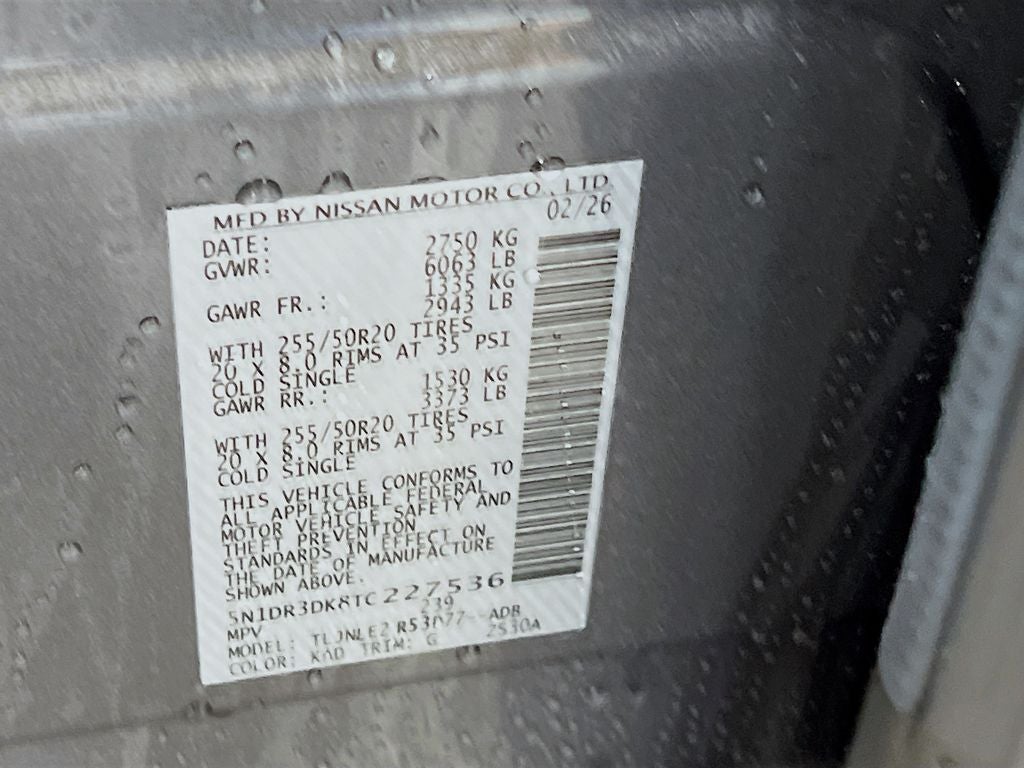 MFD BY NISSAN MOTOR CO., LTD.
DATE: 02/26
GVWR: 2750 KG
6063 LB
GAWR FR.: 1335 KG
2943 LB
WITH 255/50R20 TIRES
20 X 8.0 RIMS AT 35 PSI
COLD SINGLE
GAWR RR.: 1530 KG
3373 LB
WITH 255/50R20 TIRES
20 X 8.0 RIMS AT 35 PSI
COLD SINGLE
THIS VEHICLE CONFORMS TO
ALL APPLICABLE FEDERAL
MOTOR VEHICLE SAFETY AND
THEFT PREVENTION
STANDARDS IN EFFECT ON
THE DATE OF MANUFACTURE
SHOWN ABOVE.
5N1DR3DK8TC227536
MPV 239
MODEL: ADB
COLOR: KAD TRIM: G